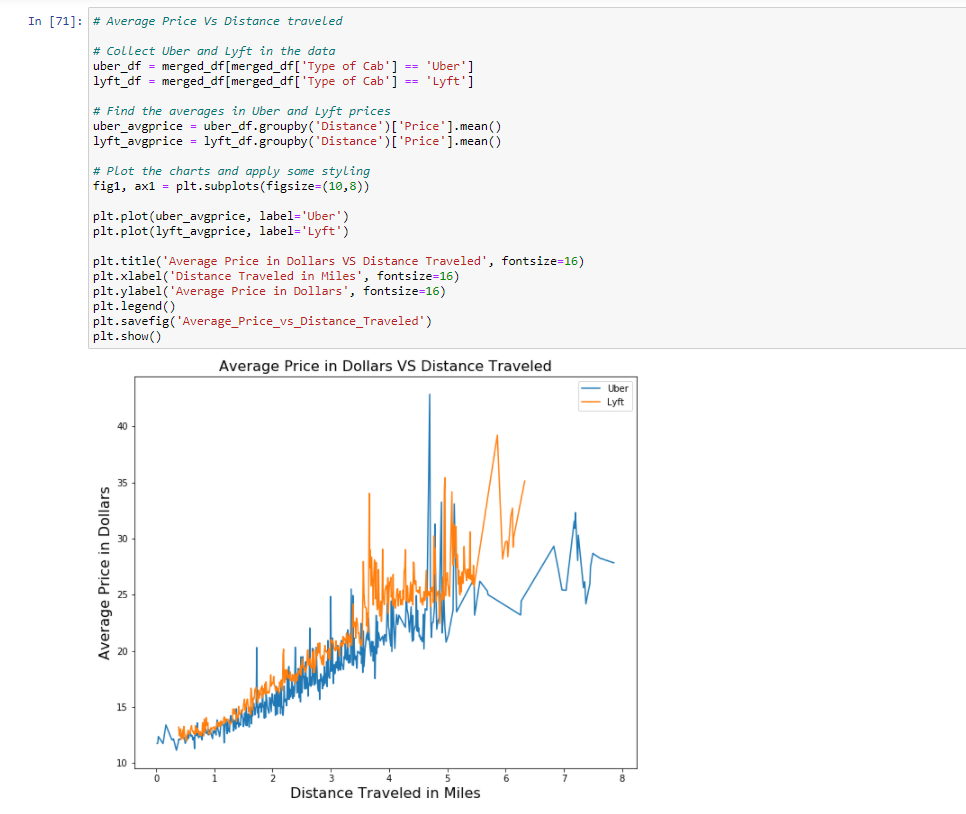 In [71]: # Average Price Vs Distance traveled
# Collect Uber and Lyft in the data
uber_df = merged_df[merged_df['Type of Cab'] == 'Uber']
lyft_df = merged_df[merged_df['Type of Cab'] == 'Lyft']
# Find the averages in Uber and Lyft prices
uber_avgprice = uber_df.groupby('Distance')['Price'].mean()
lyft_avgprice = lyft_df.groupby('Distance')['Price'].mean()
# Plot the charts and apply some styling
fig1, ax1 = plt.subplots(figsize=(10,8))
plt.plot(uber_avgprice, label='Uber')
plt.plot(lyft_avgprice, label='Lyft')
plt.title('Average Price in Dollars VS Distance Traveled', fontsize=16)
plt.xlabel('Distance Traveled in Miles', fontsize=16)
plt.ylabel('Average Price in Dollars', fontsize=16)
plt.legend()
plt.savefig('Average_Price_vs_Distance_Traveled')
plt.show()
Average Price in Dollars VS Distance Traveled
Uber
Lyft
Average Price in Dollars
40
35
30
25
20
15
10
0 1 2 3 4 5 6 7 8
Distance Traveled in Miles